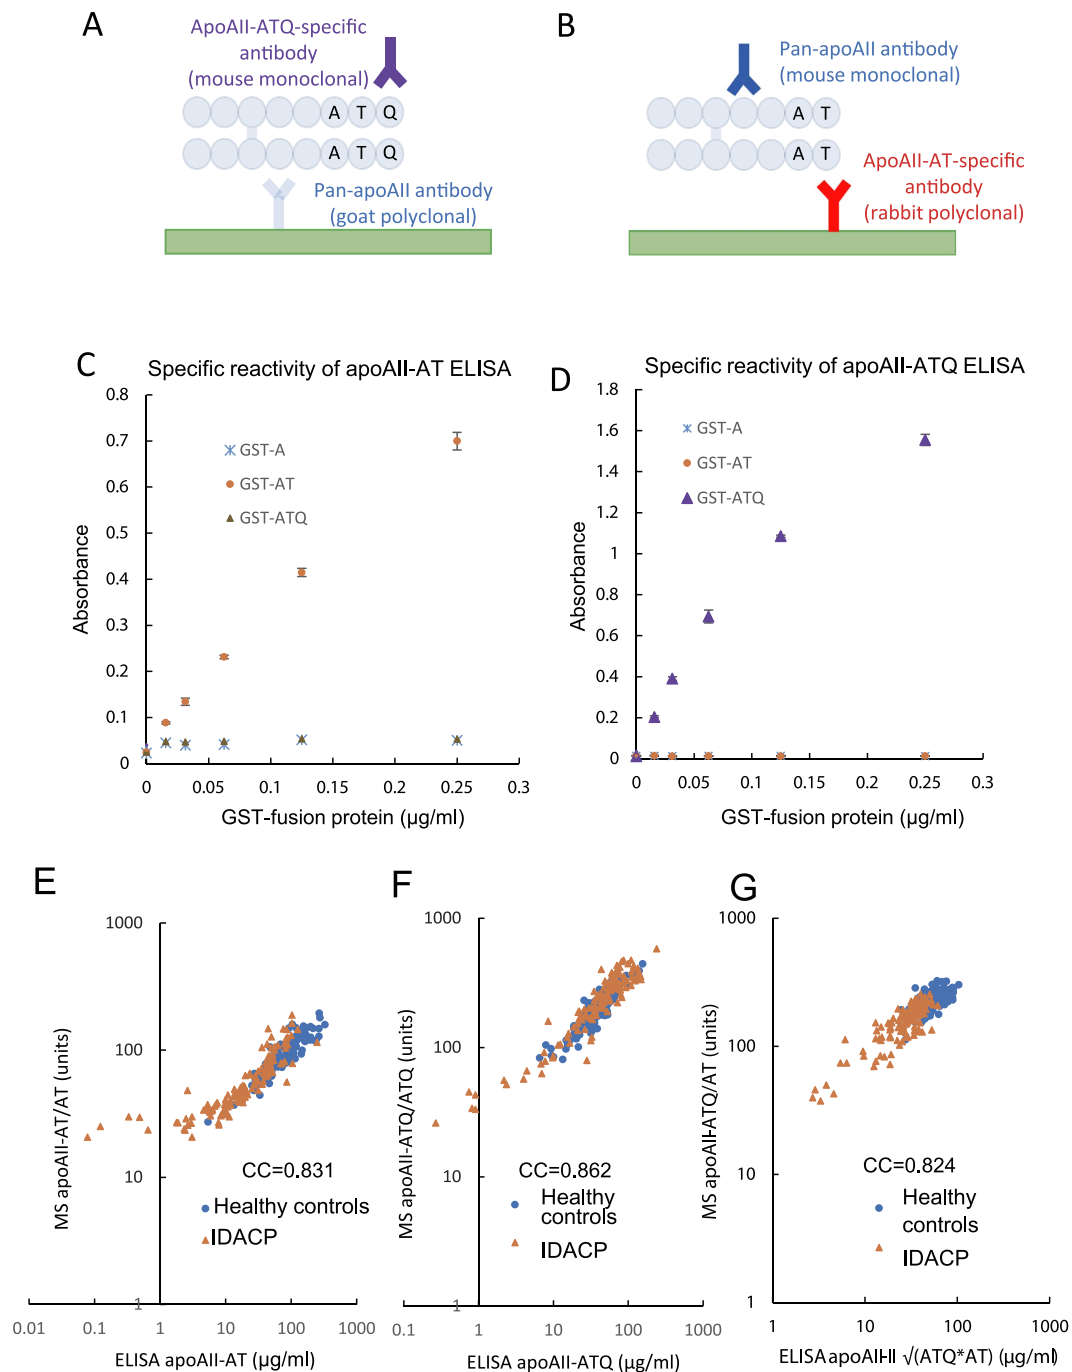 A
ApoAII-ATQ-specific
antibody
(mouse monoclonal)
A T Q
A T Q
Pan-apoAII antibody
(goat polyclonal)
B
Pan-apoAII antibody
(mouse monoclonal)
A T
A T
ApoAII-AT-specific
antibody
(rabbit polyclonal)
C
Specific reactivity of apoAII-AT ELISA
0.8
0.7
0.6
0.5
0.4
0.3
0.2
0.1
0
Absorbance
GST-A
GST-AT
GST-ATQ
0 0.05 0.1 0.15 0.2 0.25 0.3
GST-fusion protein (µg/ml)
D
Specific reactivity of apoAII-ATQ ELISA
1.8
1.6
1.4
1.2
1
0.8
0.6
0.4
0.2
0
Absorbance
GST-A
GST-AT
GST-ATQ
0 0.05 0.1 0.15 0.2 0.25 0.3
GST-fusion protein (µg/ml)
E
1000
100
10
1
MS apoAII-AT/AT (units)
CC=0.831
Healthy controls
IDACP
0.01 0.1 1 10 100 1000
ELISA apoAII-AT (µg/ml)
F
1000
100
10
1
MS apoAII-ATQ/ATQ (units)
CC=0.862
Healthy
controls
IDACP
0.1 1 10 100 1000
ELISA apoAII-ATQ (µg/ml)
G
1000
100
10
1
MS apoAII-ATQ/AT (units)
CC=0.824
Healthy
controls
IDACP
1 10 100 1000
ELISA apoAII-II √(ATQ*AT) (µg/ml)